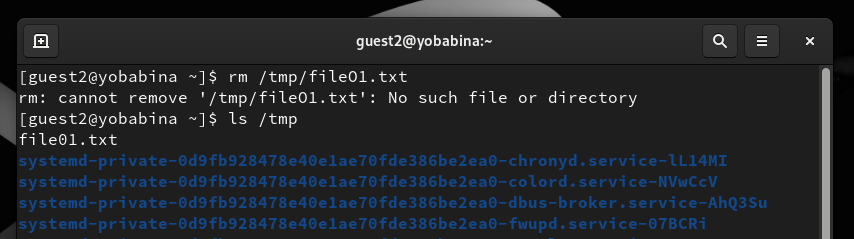 guest2@yobabina:~
[guest2@yobabina ~]$ rm /tmp/fileO1.txt
rm: cannot remove '/tmp/fileO1.txt': No such file or directory
[guest2@yobabina ~]$ ls /tmp
file01.txt
systemd-private-0d9fb928478e40e1ae70fde386be2ea0-chronyd.service-lL14MI
systemd-private-0d9fb928478e40e1ae70fde386be2ea0-colord.service-NVwCcV
systemd-private-0d9fb928478e40e1ae70fde386be2ea0-dbus-broker.service-AhQ3Su
systemd-private-0d9fb928478e40e1ae70fde386be2ea0-fwupd.service-07BCRi